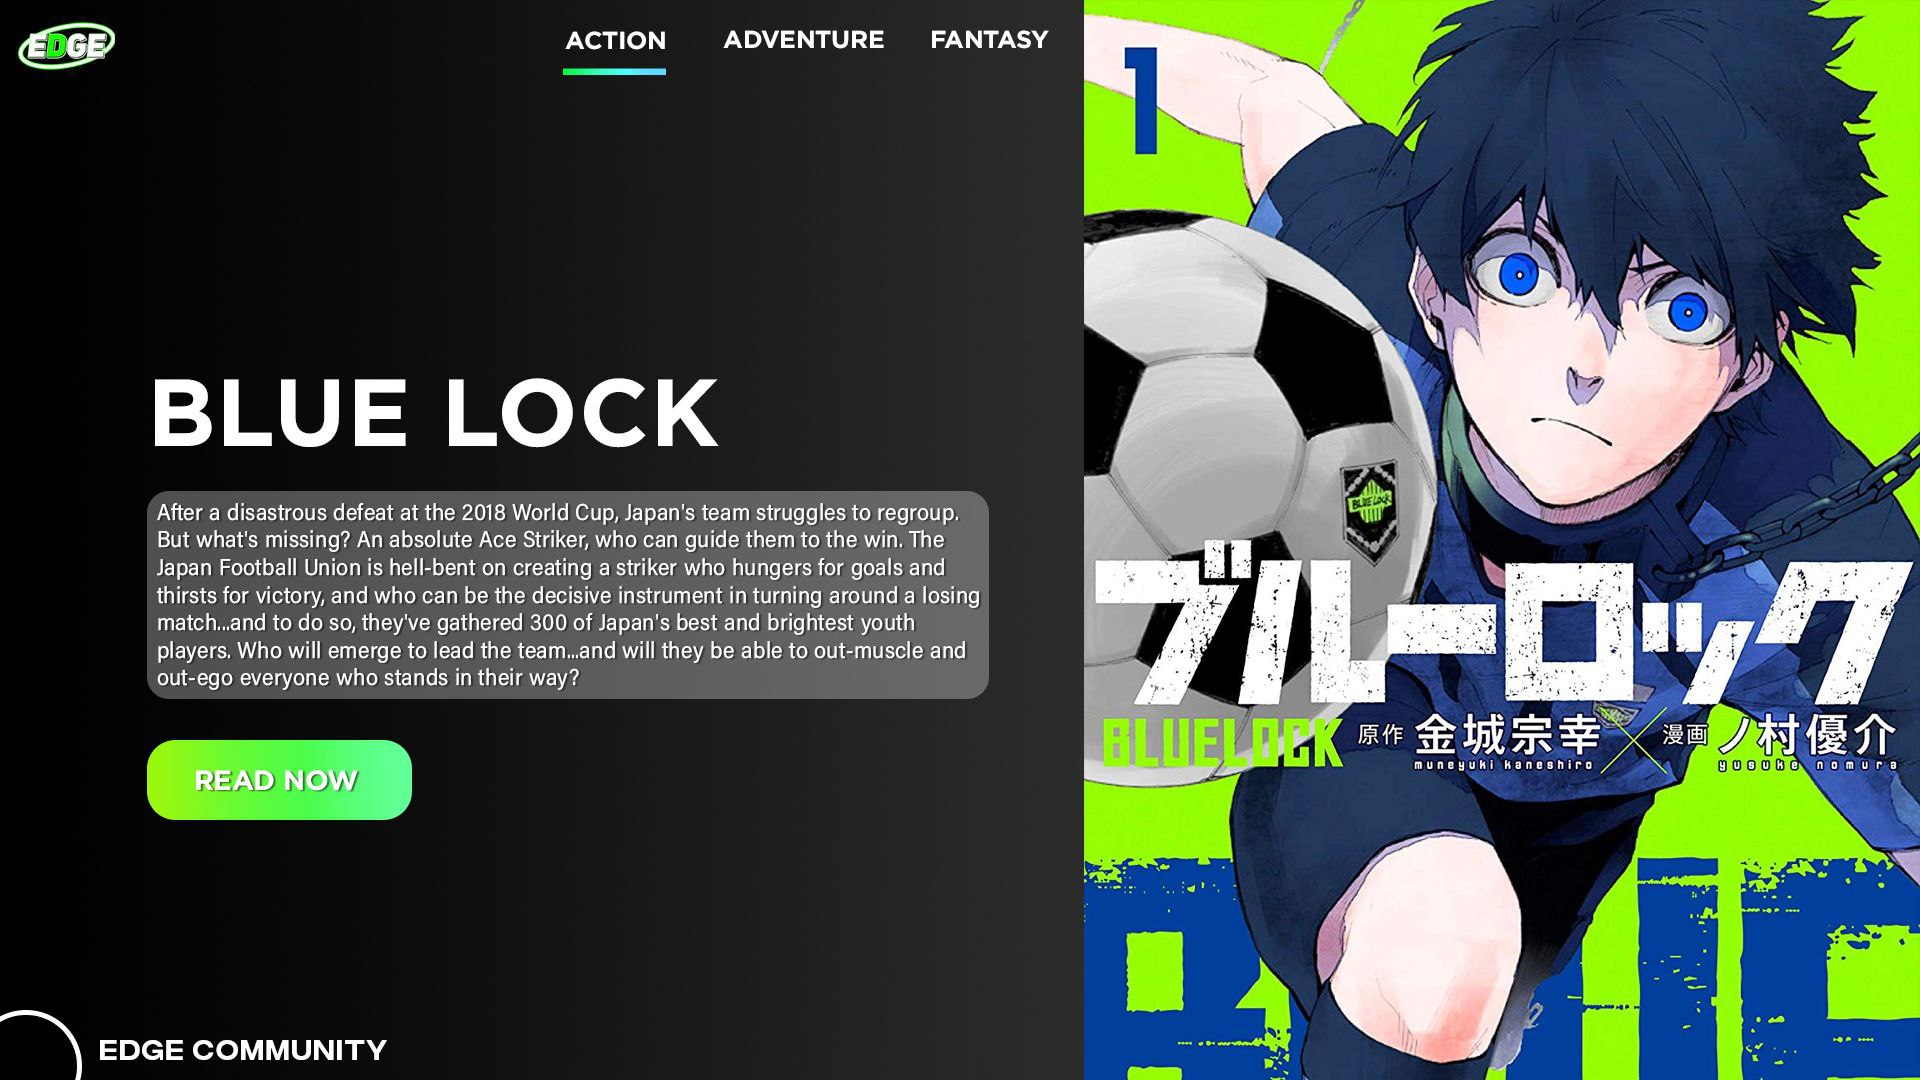 EDGE
ACTION ADVENTURE FANTASY
BLUE LOCK
After a disastrous defeat at the 2018 World Cup, Japan's team struggles to regroup.
But what's missing? An absolute Ace Striker, who can guide them to the win. The
Japan Football Union is hell-bent on creating a striker who hungers for goals and
thirsts for victory, and who can be the decisive instrument in turning around a losing
match...and to do so, they've gathered 300 of Japan's best and brightest youth
players. Who will emerge to lead the team...and will they be able to out-muscle and
out-ego everyone who stands in their way?
READ NOW
EDGE COMMUNITY
1
BLUE LOCK
ブルーロック
BLUELOCK 原作 金城宗幸 漫画 ノ村優介
muneyuki kaneshiro yusuke nomura
BLUE